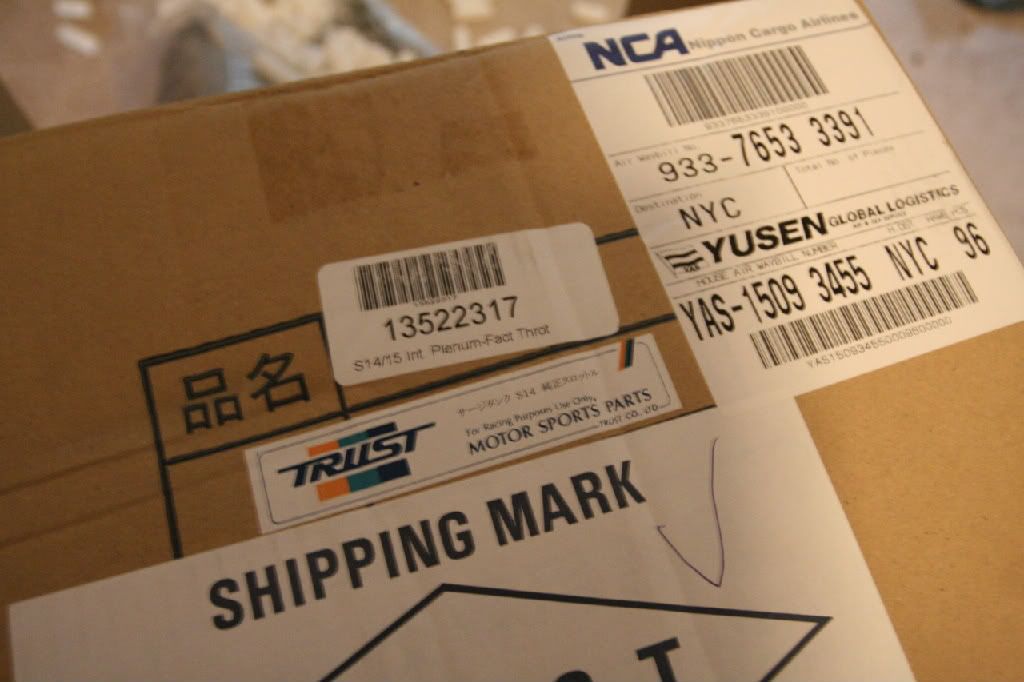 NCA Nippon Cargo Airlines
Air Waybill No.
933-7653 3391
Destination
Total No of Pieces
NYC
YUSEN GLOBAL LOGISTICS
HOUSE AIR WAYBILL NUMBER
YAS-1509 3455 NYC 96
YAS150934550009600000
13522317
S14/15 Int. Plenum-Fact Throt
品名
サージタンク S14 純正スロットル
For Racing Purposes Use Only.
TRUST
MOTOR SPORTS PARTS
TRUST CO., LTD.
SHIPPING MARK
T